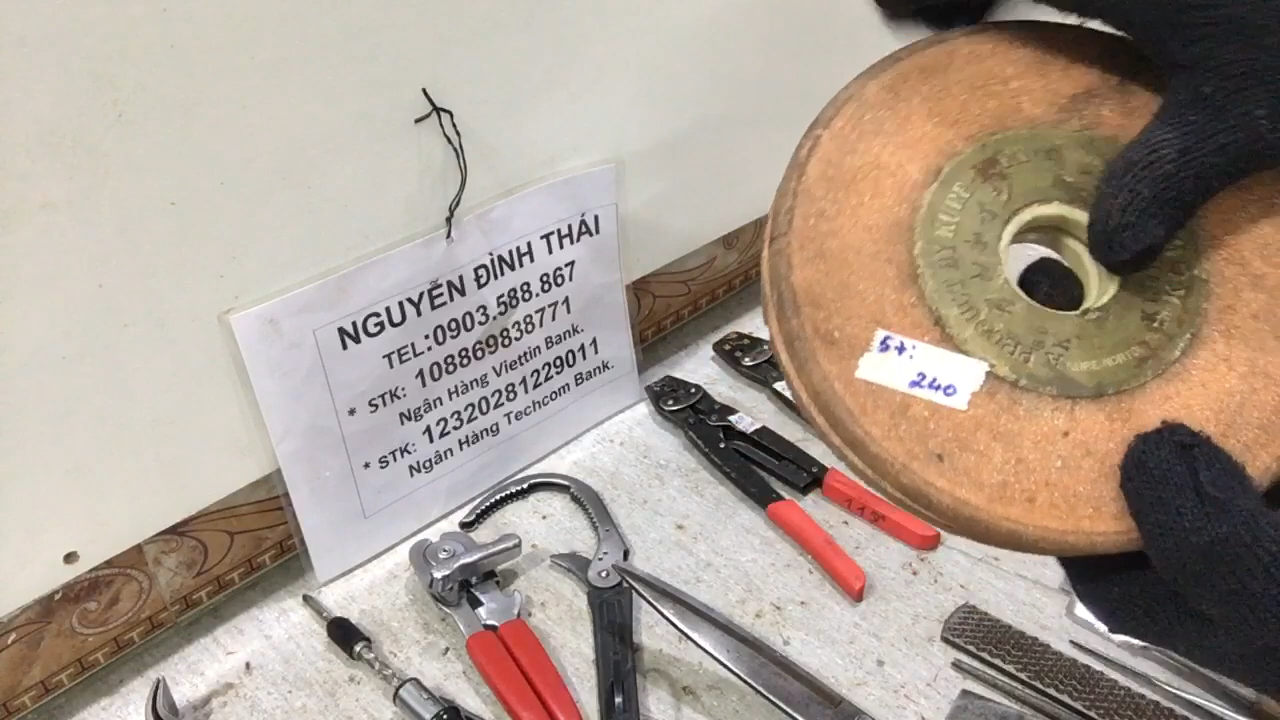 NGUYỄN ĐÌNH THÁI
TEL:0903.588.867
* STK: 108869838771
Ngân Hàng Viettin Bank.
* STK: 12320281229011
Ngân Hàng Techcom Bank.
5t:
240